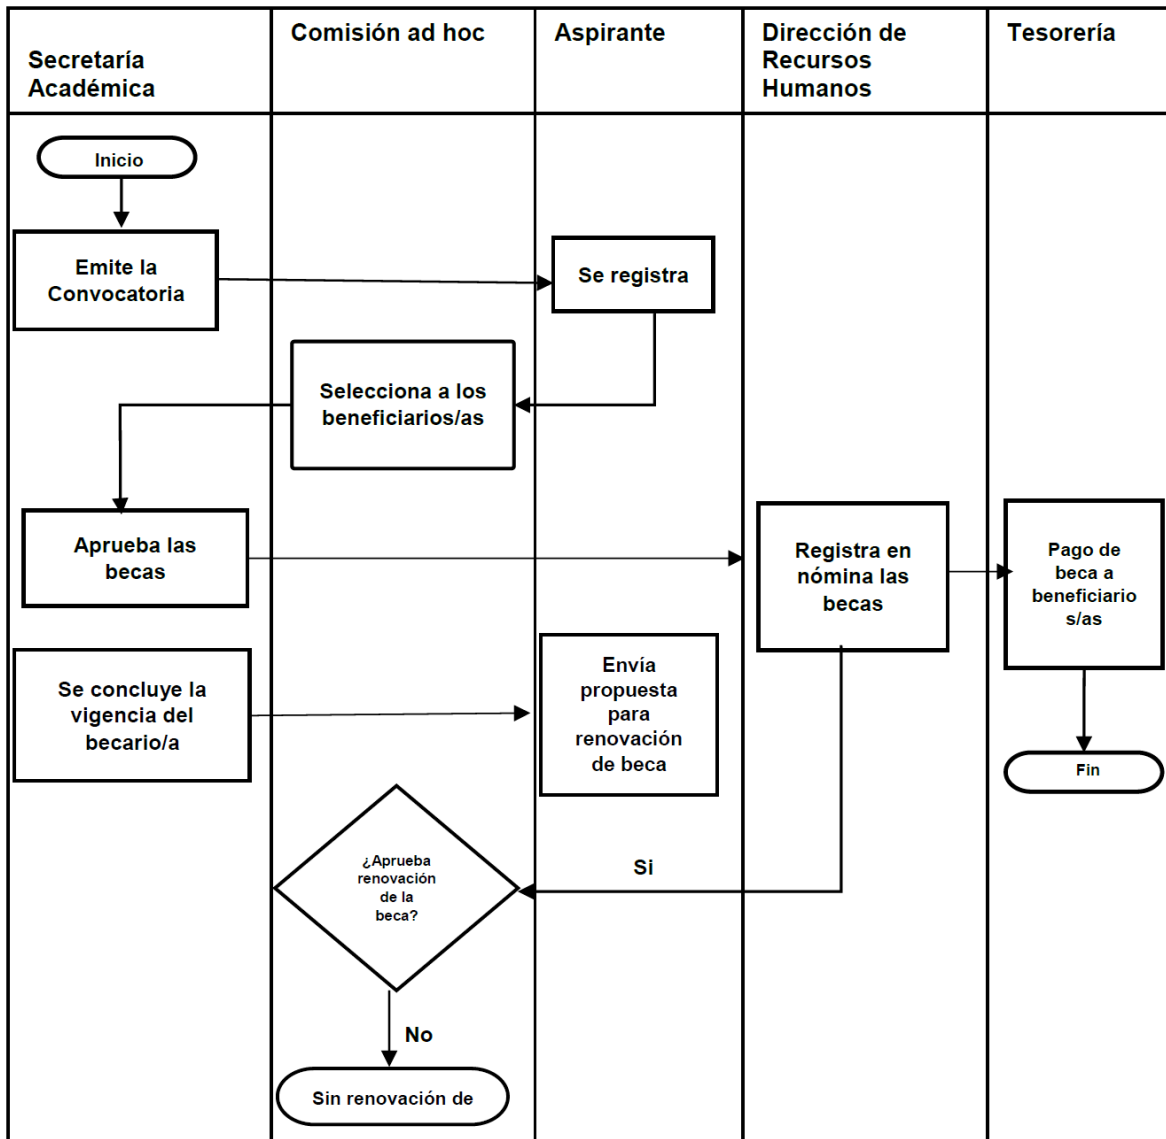 Secretaría
Académica
Comisión ad hoc
Aspirante
Dirección de
Recursos
Humanos
Tesorería
Inicio
Emite la
Convocatoria
Se registra
Selecciona a los
beneficiarios/as
Aprueba las
becas
Registra en
nómina las
becas
Pago de
beca a
beneficiario
s/as
Se concluye la
vigencia del
becario/a
Envía
propuesta
para
renovación
de beca
Fin
¿Aprueba
renovación
de la
beca?
Si
No
Sin renovación de